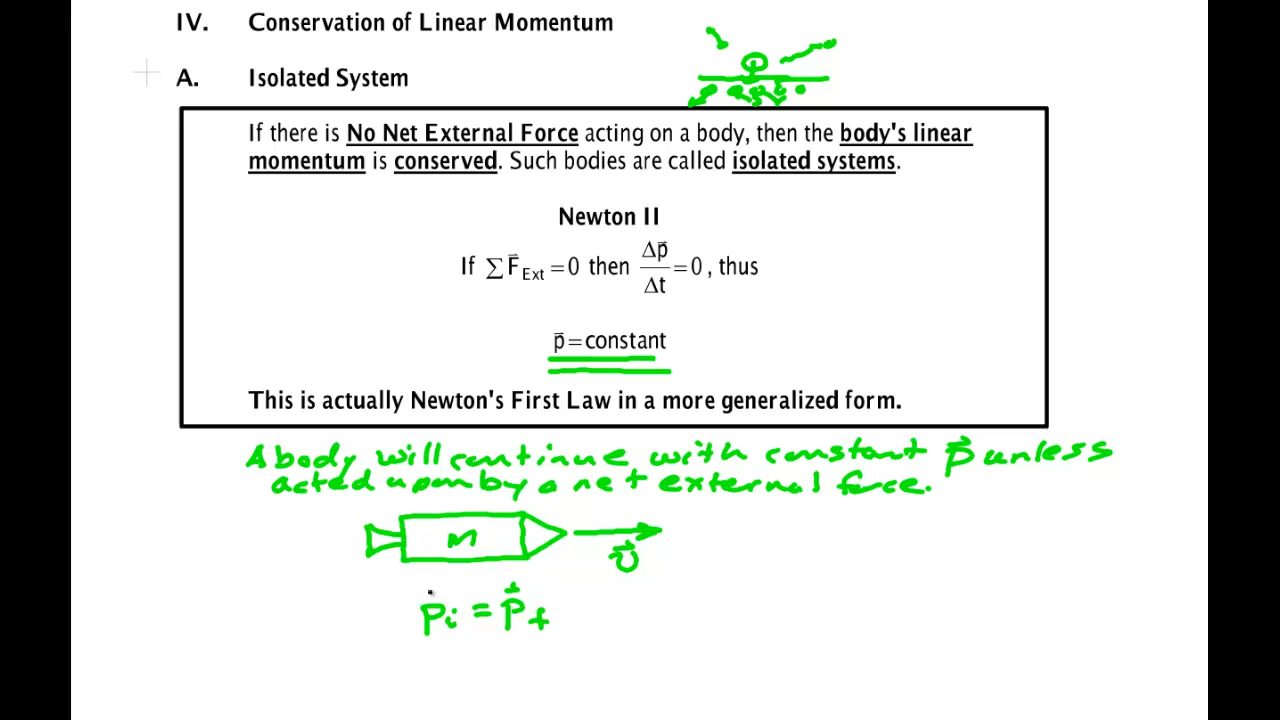 IV. Conservation of Linear Momentum
A. Isolated System
If there is No Net External Force acting on a body, then the body's linear
momentum is conserved. Such bodies are called isolated systems.
Newton II
If ∑F⃗Ext = 0 then Δp⃗/Δt = 0 , thus
p⃗ = constant
This is actually Newton's First Law in a more generalized form.
A body will continue with constant p⃗ unless
acted upon by a net external force.
M
v⃗
pi = p⃗f